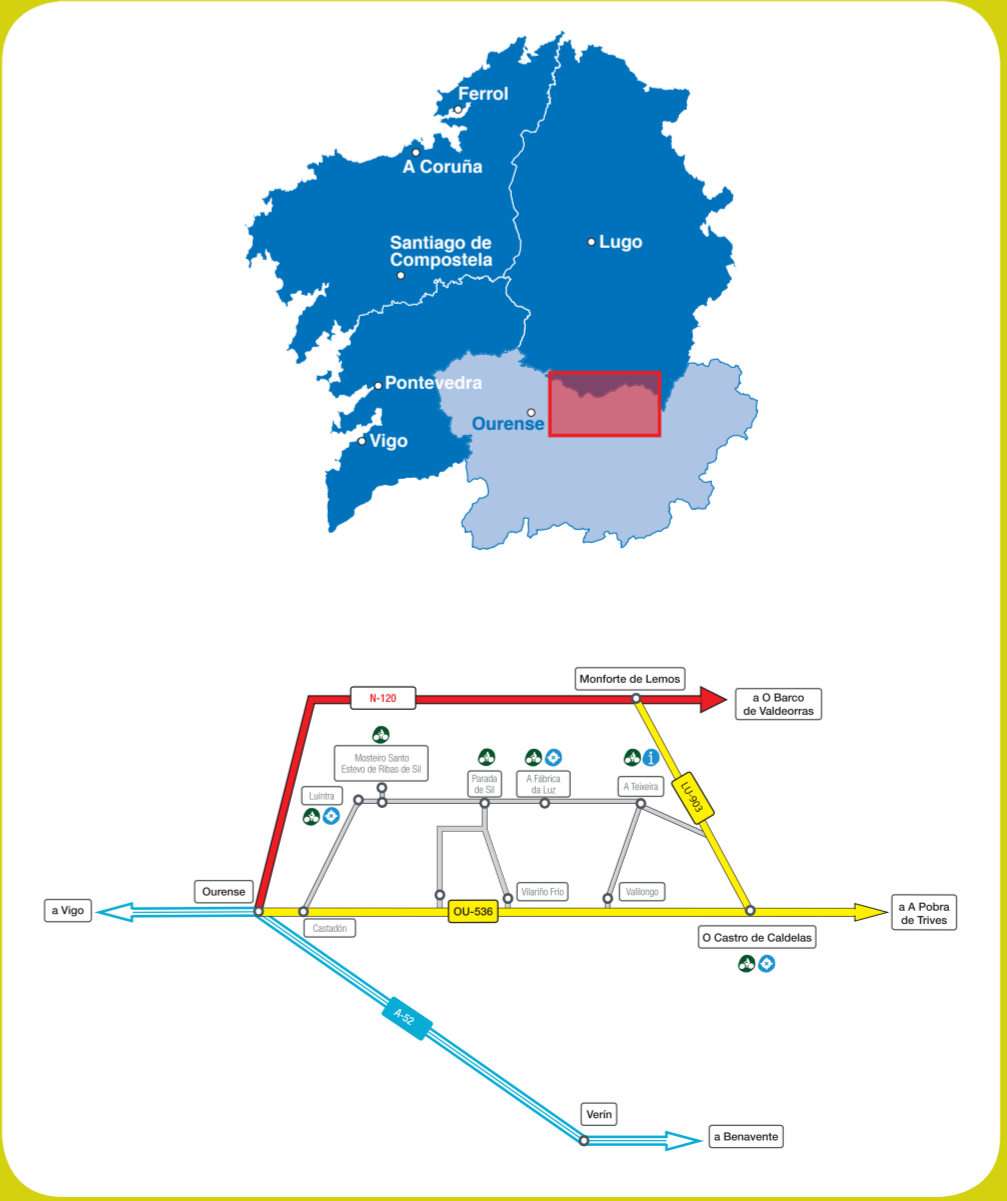 Ferrol
A Coruña
Santiago de
Compostela
Lugo
Pontevedra
Ourense
Vigo
Monforte de Lemos
N-120
a O Barco
de Valdeorras
Mosteiro Santo
Estevo de Ribas de Sil
Parada
de Sil
A Fábrica
da Luz
A Teixeira
Luíntra
LU-903
Ourense
Vilariño Frío
Valilongo
a Vigo
OU-536
a A Pobra
de Trives
Castadón
O Castro de Caldelas
A-52
Verín
a Benavente